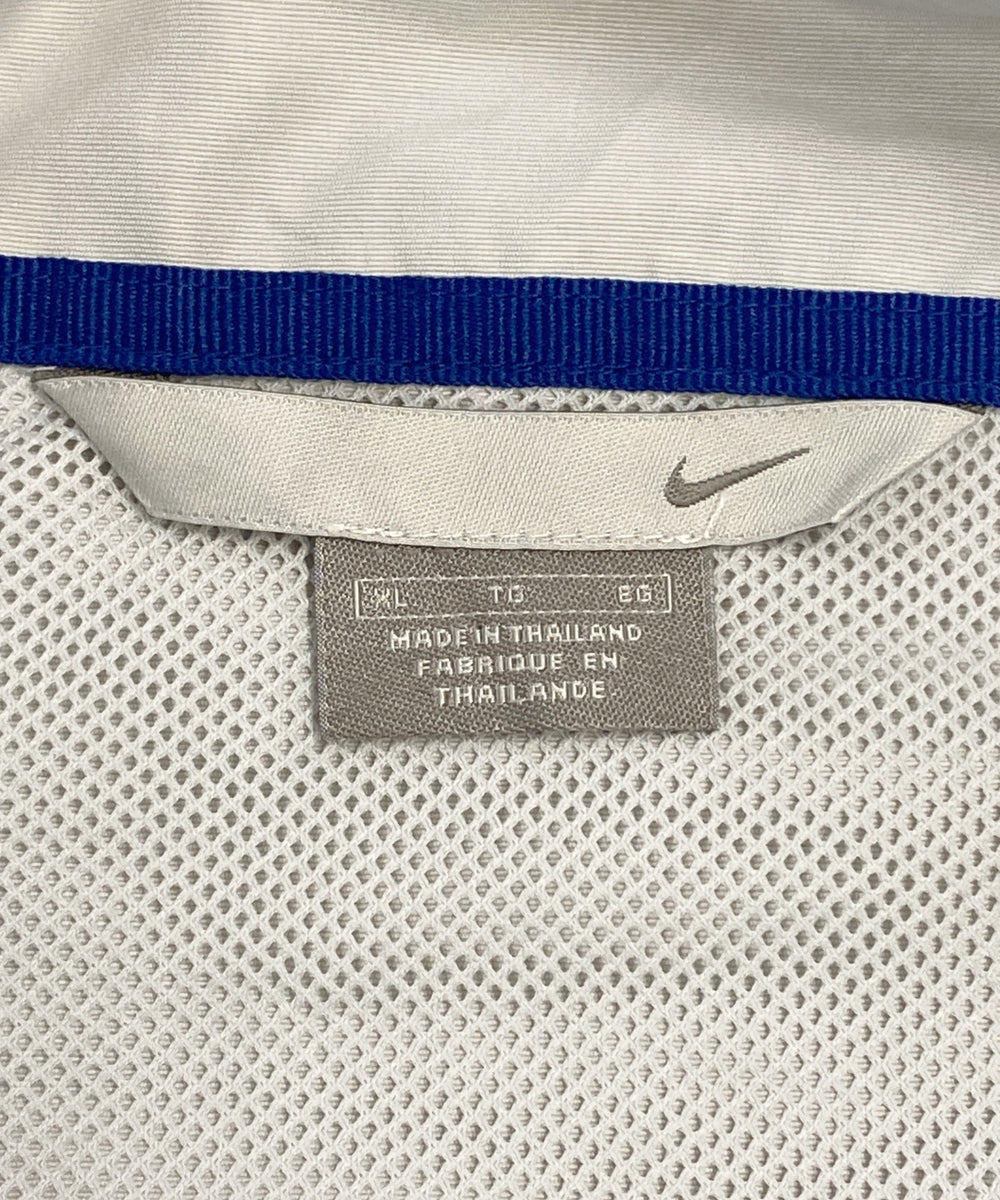 XL TG EG
MADE IN THAILAND
FABRIQUE EN
THAILANDE